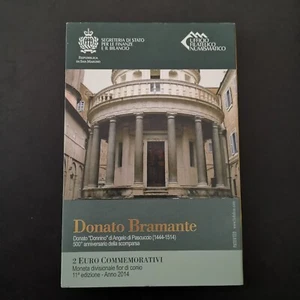 REPUBBLICA
DI SAN MARINO
SEGRETERIA DI STATO
PER LE FINANZE
E IL BILANCIO
UFFICIO
FILATELICO
NUMISMATICO
Donato Bramante
Donato "Donnino" di Angelo di Pascuccio (1444-1514)
500° anniversario della scomparsa
2 EURO COMMEMORATIVI
Moneta divisionale fior di conio
11ª edizione - Anno 2014